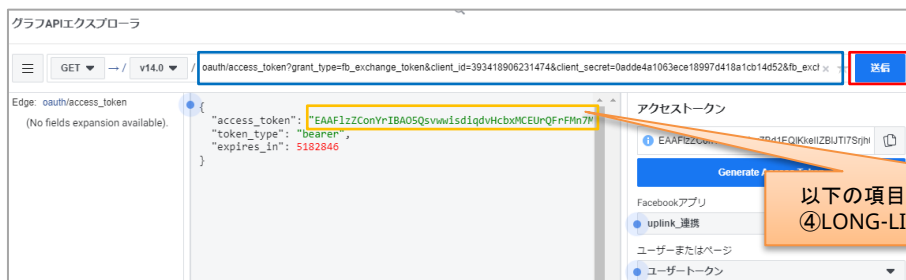 グラフAPIエクスプローラ
GET → / v14.0 / oauth/access_token?grant_type=fb_exchange_token&client_id=393418906231474&client_secret=0adde4a1063ece18997d418a1cb14d52&fb_exch × 送信
Edge: oauth/access_token
(No fields expansion available).
{
"access_token": "EAAFlzZConYrIBAO5QsvwwisdiqdvHcbxMCEUrQFrFMn7M
"token_type": "bearer",
"expires_in": 5182846
}
アクセストークン
Generate
Facebookアプリ
uplink_連携
ユーザーまたはページ
ユーザートークン
以下の項目
④LONG-LI